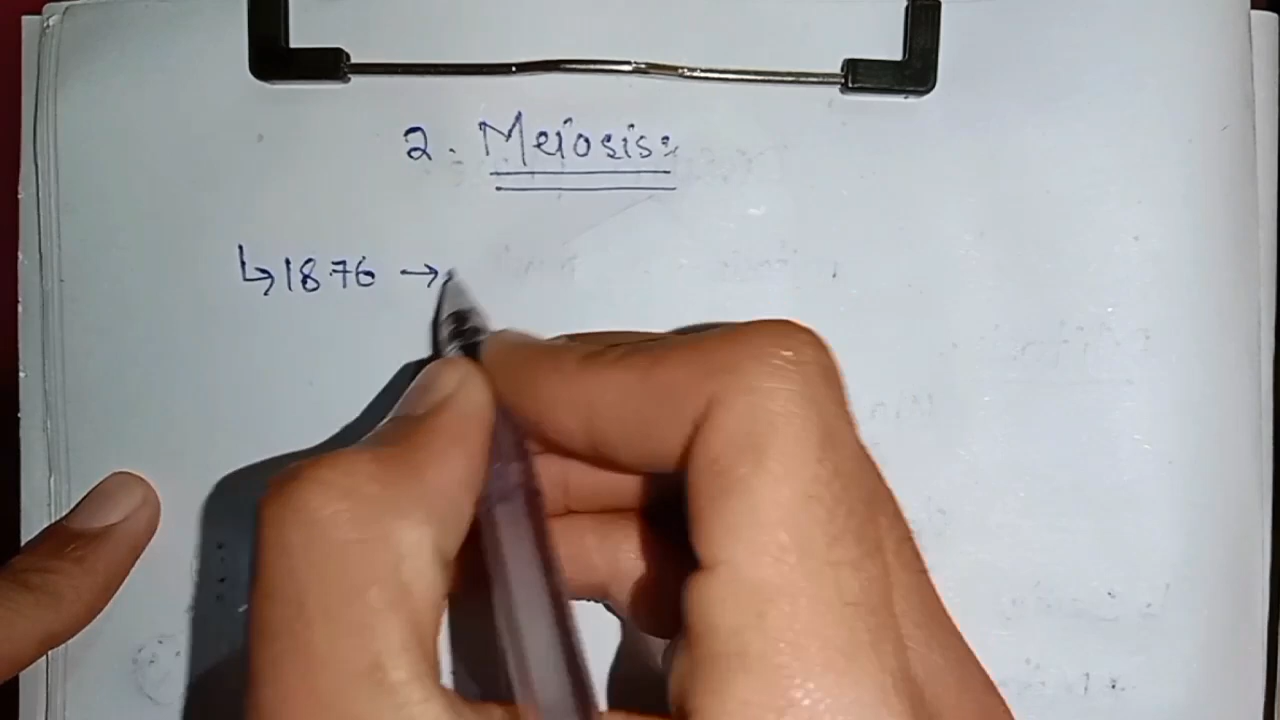 2. Meiosis:
↳ 1876 →